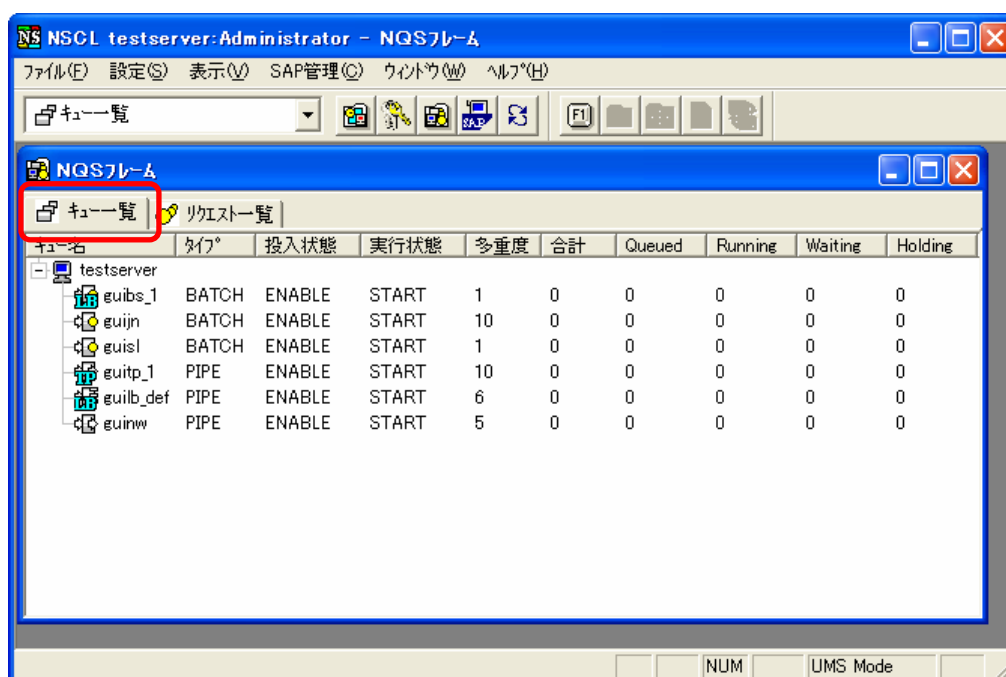 NS NSCL testserver:Administrator - NQSﾌﾚｰﾑ
ﾌｧｲﾙ(F) 設定(S) 表示(V) SAP管理(C) ｳｨﾝﾄﾞｳ(W) ﾍﾙﾌﾟ(H)
ｷｭｰ一覧 SAP F1
NQSﾌﾚｰﾑ
ｷｭｰ一覧 ﾘｸｴｽﾄ一覧
ｷｭｰ名 ﾀｲﾌﾟ 投入状態 実行状態 多重度 合計 Queued Running Waiting Holding
testserver
guibs_1 BATCH ENABLE START 1 0 0 0 0 0
guijn BATCH ENABLE START 10 0 0 0 0 0
guisl BATCH ENABLE START 1 0 0 0 0 0
guitp_1 PIPE ENABLE START 10 0 0 0 0 0
guilb_def PIPE ENABLE START 6 0 0 0 0 0
guinw PIPE ENABLE START 5 0 0 0 0 0
NUM UMS Mode